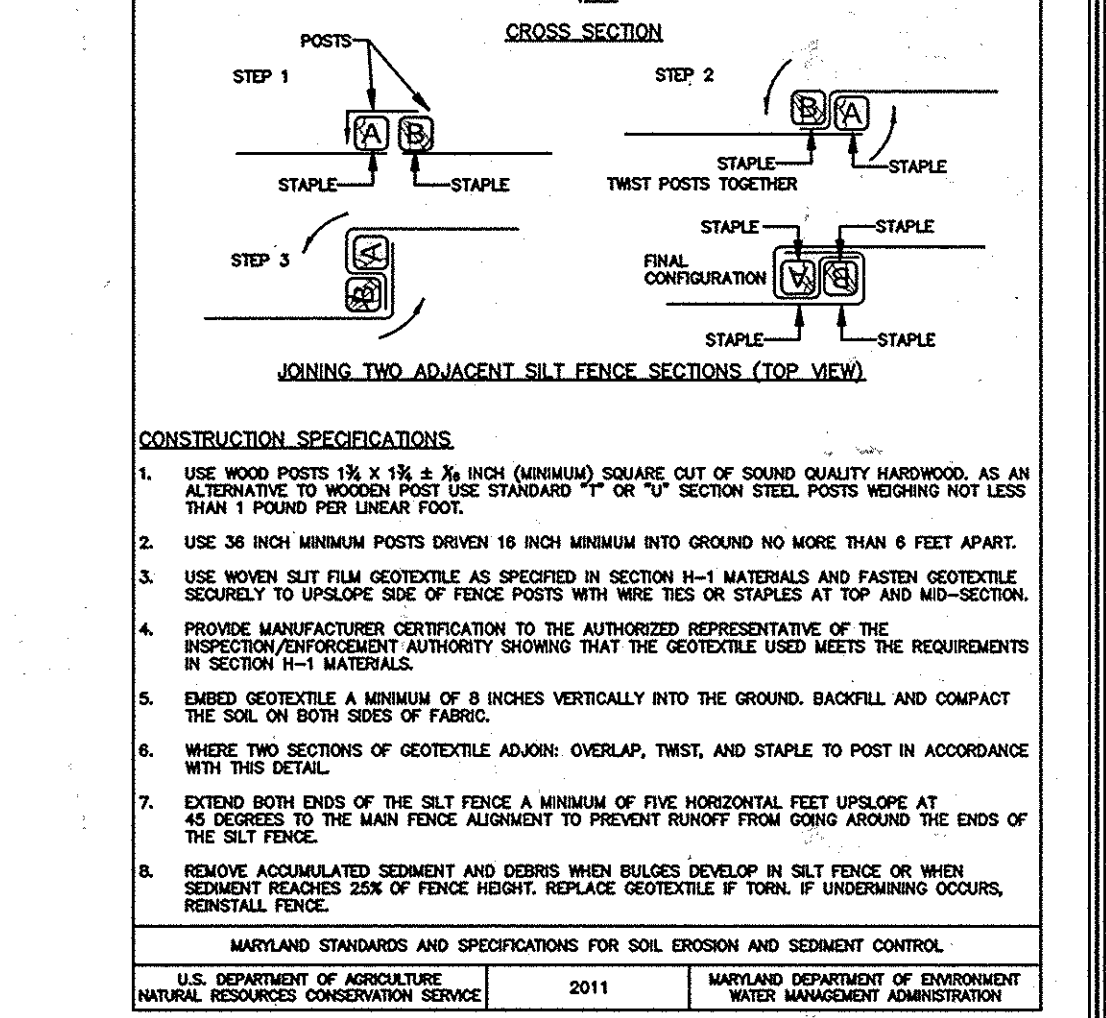 CROSS SECTION
POSTS
STEP 1
A
B
STAPLE
STAPLE
STEP 2
B
A
STAPLE
STAPLE
TWIST POSTS TOGETHER
STEP 3
A
B
STAPLE
STAPLE
FINAL
CONFIGURATION
A
B
STAPLE
STAPLE
JOINING TWO ADJACENT SILT FENCE SECTIONS (TOP VIEW)
CONSTRUCTION SPECIFICATIONS
1. USE WOOD POSTS 1¾ X 1¾ ± 1/16 INCH (MINIMUM) SQUARE CUT OF SOUND QUALITY HARDWOOD. AS AN
ALTERNATIVE TO WOODEN POST USE STANDARD "T" OR "U" SECTION STEEL POSTS WEIGHING NOT LESS
THAN 1 POUND PER LINEAR FOOT.
2. USE 36 INCH MINIMUM POSTS DRIVEN 16 INCH MINIMUM INTO GROUND NO MORE THAN 6 FEET APART.
3. USE WOVEN SLIT FILM GEOTEXTILE AS SPECIFIED IN SECTION H-1 MATERIALS AND FASTEN GEOTEXTILE
SECURELY TO UPSLOPE SIDE OF FENCE POSTS WITH WIRE TIES OR STAPLES AT TOP AND MID-SECTION.
4. PROVIDE MANUFACTURER CERTIFICATION TO THE AUTHORIZED REPRESENTATIVE OF THE
INSPECTION/ENFORCEMENT AUTHORITY SHOWING THAT THE GEOTEXTILE USED MEETS THE REQUIREMENTS
IN SECTION H-1 MATERIALS.
5. EMBED GEOTEXTILE A MINIMUM OF 8 INCHES VERTICALLY INTO THE GROUND. BACKFILL AND COMPACT
THE SOIL ON BOTH SIDES OF FABRIC.
6. WHERE TWO SECTIONS OF GEOTEXTILE ADJOIN: OVERLAP, TWIST, AND STAPLE TO POST IN ACCORDANCE
WITH THIS DETAIL.
7. EXTEND BOTH ENDS OF THE SILT FENCE A MINIMUM OF FIVE HORIZONTAL FEET UPSLOPE AT
45 DEGREES TO THE MAIN FENCE ALIGNMENT TO PREVENT RUNOFF FROM GOING AROUND THE ENDS OF
THE SILT FENCE.
8. REMOVE ACCUMULATED SEDIMENT AND DEBRIS WHEN BULGES DEVELOP IN SILT FENCE OR WHEN
SEDIMENT REACHES 25% OF FENCE HEIGHT. REPLACE GEOTEXTILE IF TORN. IF UNDERMINING OCCURS,
REINSTALL FENCE.
MARYLAND STANDARDS AND SPECIFICATIONS FOR SOIL EROSION AND SEDIMENT CONTROL
U.S. DEPARTMENT OF AGRICULTURE
NATURAL RESOURCES CONSERVATION SERVICE
2011
MARYLAND DEPARTMENT OF ENVIRONMENT
WATER MANAGEMENT ADMINISTRATION